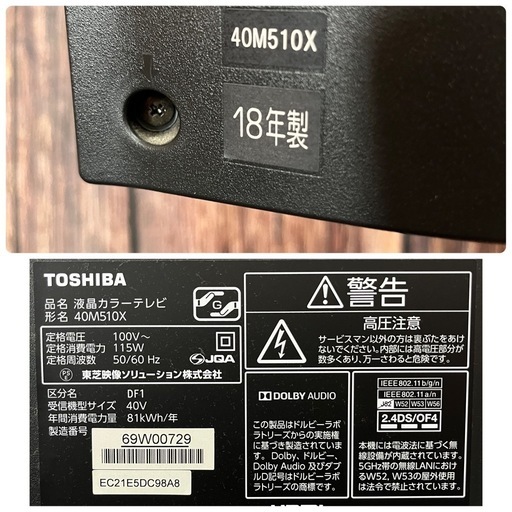 40M510X
18年製
TOSHIBA
品名 液晶カラーテレビ
形名 40M510X
定格電圧 100V～
定格消費電力 115W
定格周波数 50/60 Hz
G
JQA
PS E 東芝映像ソリューション株式会社
区分名 DF1
受信機型サイズ 40V
年間消費電力量 81kWh/年
製造番号
69W00729
EC21E5DC98A8
警告
高圧注意
サービスマン以外の方は裏ぶたをあけ
ないでください。内部には高電圧部分が
数多くあり、万一さわると危険です。
DOLBY AUDIO
この製品はドルビーラボ
ラトリーズからの実施権
に基づき製造されていま
す。Dolby、ドルビー、
Dolby Audio 及びダブ
ルD記号はドルビーラボ
ラトリーズの商標です。
IEEE802.11b/g/n
IEEE802.11a/n
J52 W52 W53 W56
2.4DS/OF4
本機には電波法に基づく無
線設備が内蔵されています。
5GHz帯の無線LANにおけ
るW52、W53の屋外使用
は法令で禁止されています。